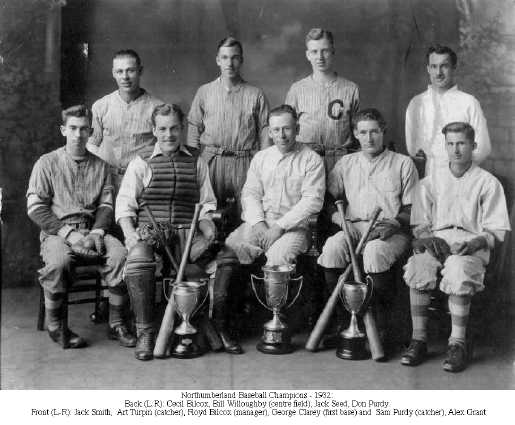 C
Northumberland Baseball Champions - 1932:
Back (L.R): Cecil Bilcox, Bill Willoughby (centre field), Jack Seed, Don Purdy
Front (L-R): Jack Smith, Art Turpin (catcher), Floyd Bilcox (manager), George Clarey (first base) and Sam Purdy (catcher), Alex Grant